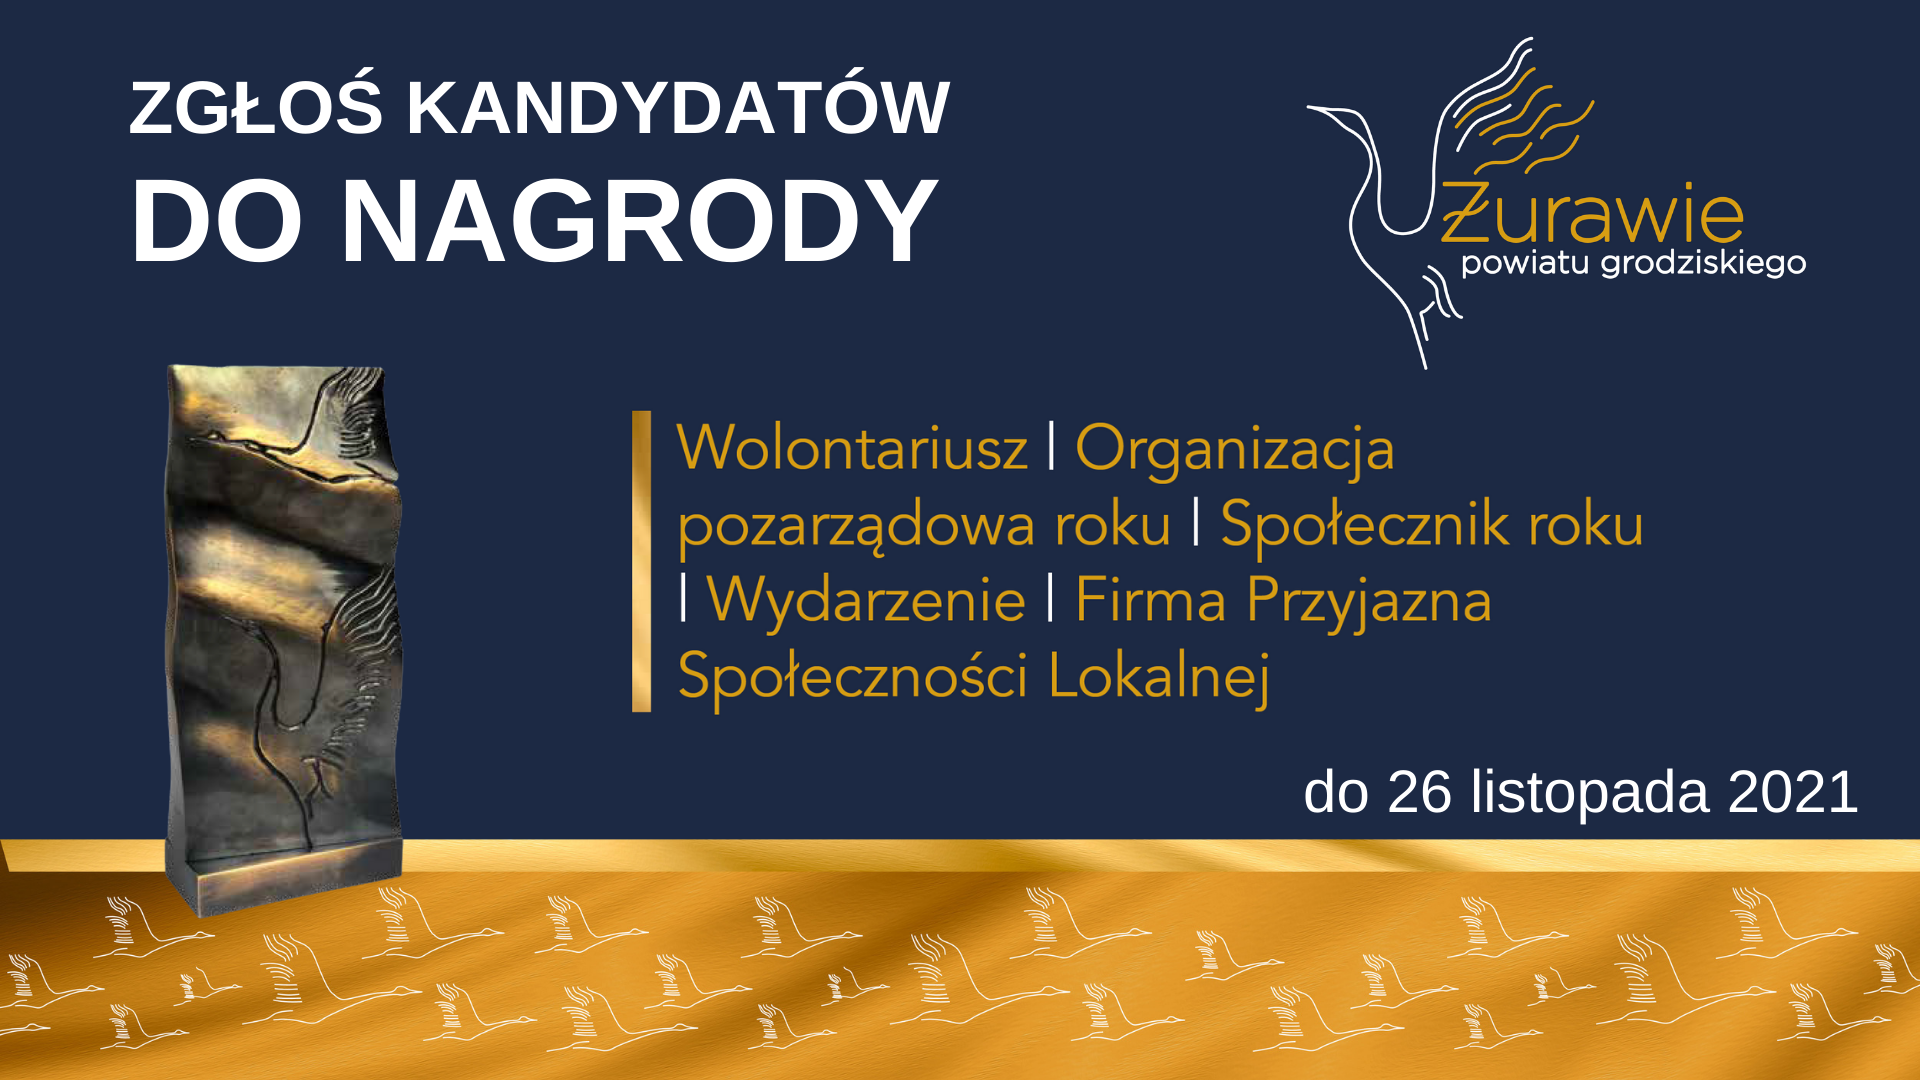 ZGŁOŚ KANDYDATÓW
DO NAGRODY
Żurawie
powiatu grodziskiego
Wolontariusz | Organizacja
pozarządowa roku | Społecznik roku
| Wydarzenie | Firma Przyjazna
Społeczności Lokalnej
do 26 listopada 2021